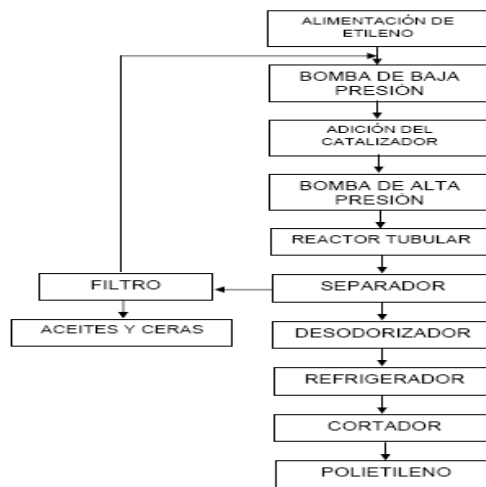 ALIMENTACIÓN DE
ETILENO
BOMBA DE BAJA
PRESIÓN
ADICIÓN DEL
CATALIZADOR
BOMBA DE ALTA
PRESIÓN
REACTOR TUBULAR
FILTRO
SEPARADOR
ACEITES Y CERAS
DESODORIZADOR
REFRIGERADOR
CORTADOR
POLIETILENO